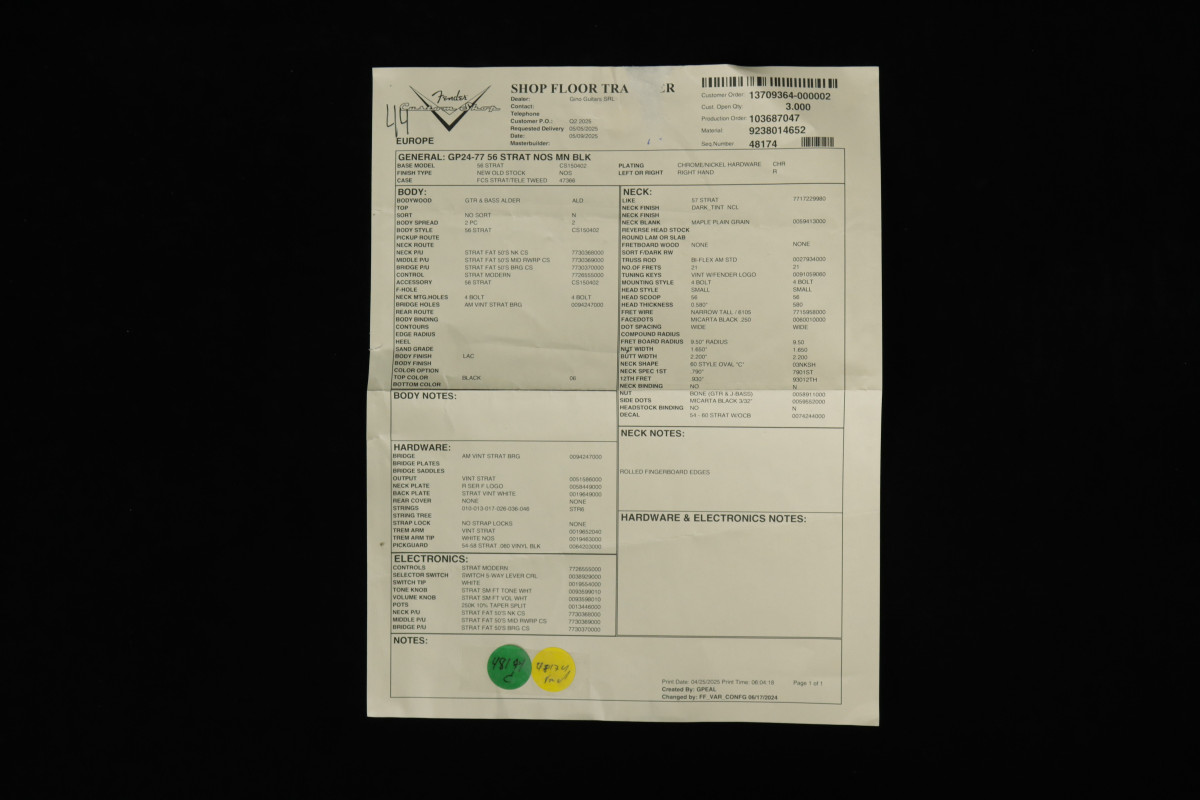 Fender
Custom Shop
44
EUROPE
SHOP FLOOR TRA ER
Dealer: Gino Guitars SRL
Contact:
Telephone
Customer P.O.: Q2 2025
Requested Delivery 05/05/2025
Date: 05/09/2025
Masterbuilder:
Customer Order: 13709364-000002
Cust. Open Qty: 3.000
Production Order: 103687047
Material: 9238014652
Seq.Number 48174
GENERAL: GP24-77 56 STRAT NOS MN BLK
BASE MODEL 56 STRAT CS150402 PLATING CHROME/NICKEL HARDWARE CHR
FINISH TYPE NEW OLD STOCK NOS LEFT OR RIGHT RIGHT HAND R
CASE FCS STRAT/TELE TWEED 47366
BODY:
BODYWOOD GTR & BASS ALDER ALD
TOP
SORT NO SORT N
BODY SPREAD 2 PC 2
BODY STYLE 56 STRAT CS150402
PICKUP ROUTE
NECK ROUTE
NECK P/U STRAT FAT 50'S NK CS 7730368000
MIDDLE P/U STRAT FAT 50'S MID RWRP CS 7730369000
BRIDGE P/U STRAT FAT 50'S BRG CS 7730370000
CONTROL STRAT MODERN 7726555000
ACCESSORY 56 STRAT CS150402
F-HOLE
NECK MTG.HOLES 4 BOLT 4 BOLT
BRIDGE HOLES AM VINT STRAT BRG 0094247000
REAR ROUTE
BODY BINDING
CONTOURS
EDGE RADIUS
HEEL
SAND GRADE
BODY FINISH LAC
BODY FINISH
COLOR OPTION
TOP COLOR BLACK 06
BOTTOM COLOR
BODY NOTES:
HARDWARE:
BRIDGE AM VINT STRAT BRG 0094247000
BRIDGE PLATES
BRIDGE SADDLES
OUTPUT VINT STRAT 0051586000
NECK PLATE R SER F LOGO 0058449000
BACK PLATE STRAT VINT WHITE 0019649000
REAR COVER NONE NONE
STRINGS 010-013-017-026-036-046 STR6
STRING TREE
STRAP LOCK NO STRAP LOCKS NONE
TREM ARM VINT STRAT 0019652040
TREM ARM TIP WHITE NOS 0019463000
PICKGUARD 54-58 STRAT .060 VINYL BLK 0084203000
ELECTRONICS:
CONTROLS STRAT MODERN 7726555000
SELECTOR SWITCH SWITCH 5-WAY LEVER CRL 0038909000
SWITCH TIP WHITE 0019554000
TONE KNOB STRAT SM FT TONE WHT 0093599010
VOLUME KNOB STRAT SM FT VOL WHT 0093598010
POTS 250K 10% TAPER SPLIT 0013446000
NECK P/U STRAT FAT 50'S NK CS 7730368000
MIDDLE P/U STRAT FAT 50'S MID RWRP CS 7730369000
BRIDGE P/U STRAT FAT 50'S BRG CS 7730370000
NECK:
LIKE 57 STRAT 7717229980
NECK FINISH DARK_TINT NCL
NECK FINISH
NECK BLANK MAPLE PLAIN GRAIN 0059413000
REVERSE HEAD STOCK
ROUND LAM OR SLAB
FRETBOARD WOOD NONE NONE
SORT F/DARK RW
TRUSS ROD BI-FLEX AM STD 0027934000
NO.OF FRETS 21 21
TUNING KEYS VINT W/FENDER LOGO 0091059060
MOUNTING STYLE 4 BOLT 4 BOLT
HEAD STYLE SMALL SMALL
HEAD SCOOP 56 56
HEAD THICKNESS 0.580" 580
FRET WIRE NARROW TALL / 6105 7715958000
FACEDOTS MICARTA BLACK .250 0060010000
DOT SPACING WIDE WIDE
COMPOUND RADIUS
FRET BOARD RADIUS 9.50" RADIUS 9.50
NUT WIDTH 1.650" 1.650
BUTT WIDTH 2.200" 2.200
NECK SHAPE 60 STYLE OVAL "C" 03NKSH
NECK SPEC 1ST .790" 7901ST
12TH FRET .930" 93012TH
NECK BINDING NO N
NUT BONE (GTR & J-BASS) 0058911000
SIDE DOTS MICARTA BLACK 3/32" 0059552000
HEADSTOCK BINDING NO N
DECAL 54 - 60 STRAT W/OCB 0074244000
NECK NOTES:
ROLLED FINGERBOARD EDGES
HARDWARE & ELECTRONICS NOTES:
NOTES:
Print Date: 04/25/2025 Print Time: 06:04:16 Page 1 of 1
Created By: GPEAL
Changed by: FF_VAR_CONFG 06/17/2024